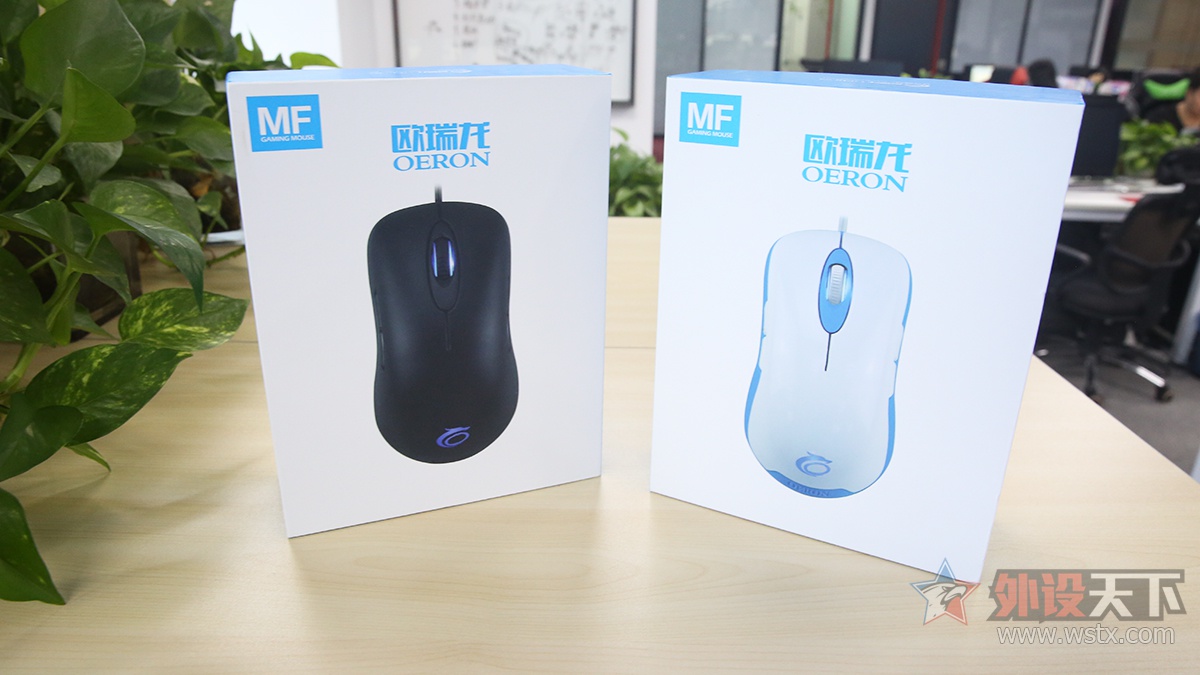 MF
GAMING MOUSE
欧瑞龙
OERON
MF
GAMING MOUSE
欧瑞龙
OERON
OERON
外设天下
www.wstx.com